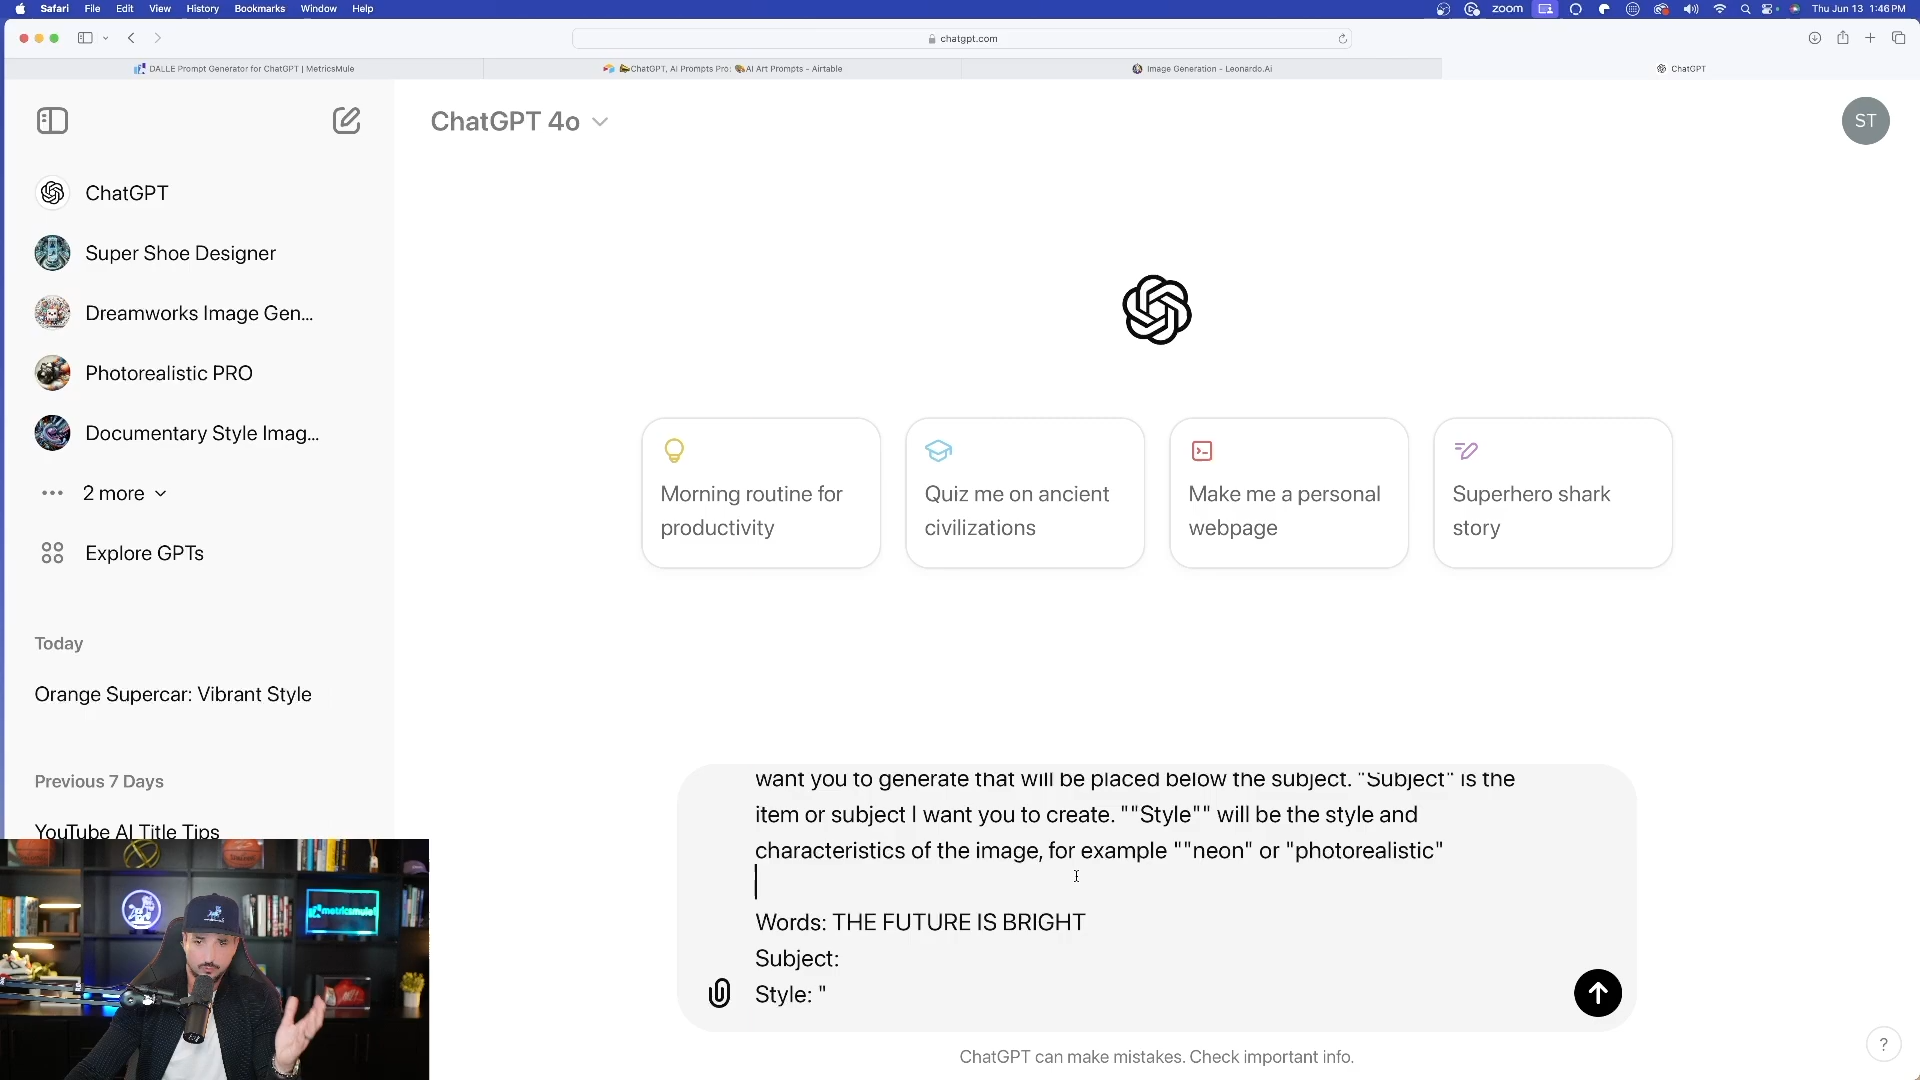 Safari File Edit View History Bookmarks Window Help
zoom
Thu Jun 13 1:46 PM
chatgpt.com
DALLE Prompt Generator for ChatGPT | MetricsMule
ChatGPT, AI Prompts Pro: AI Art Prompts - Airtable
Image Generation - Leonardo.Ai
ChatGPT
ChatGPT 4o
ST
ChatGPT
Super Shoe Designer
Dreamworks Image Gen...
Photorealistic PRO
Documentary Style Imag...
2 more
Explore GPTs
Today
Orange Supercar: Vibrant Style
Previous 7 Days
YouTube AI Title Tips
Morning routine for
productivity
Quiz me on ancient
civilizations
Make me a personal
webpage
Superhero shark
story
want you to generate that will be placed below the subject. "Subject" is the
item or subject I want you to create. ""Style"" will be the style and
characteristics of the image, for example ""neon" or "photorealistic"
Words: THE FUTURE IS BRIGHT
Subject:
Style: "
ChatGPT can make mistakes. Check important info.
?
metricsmule